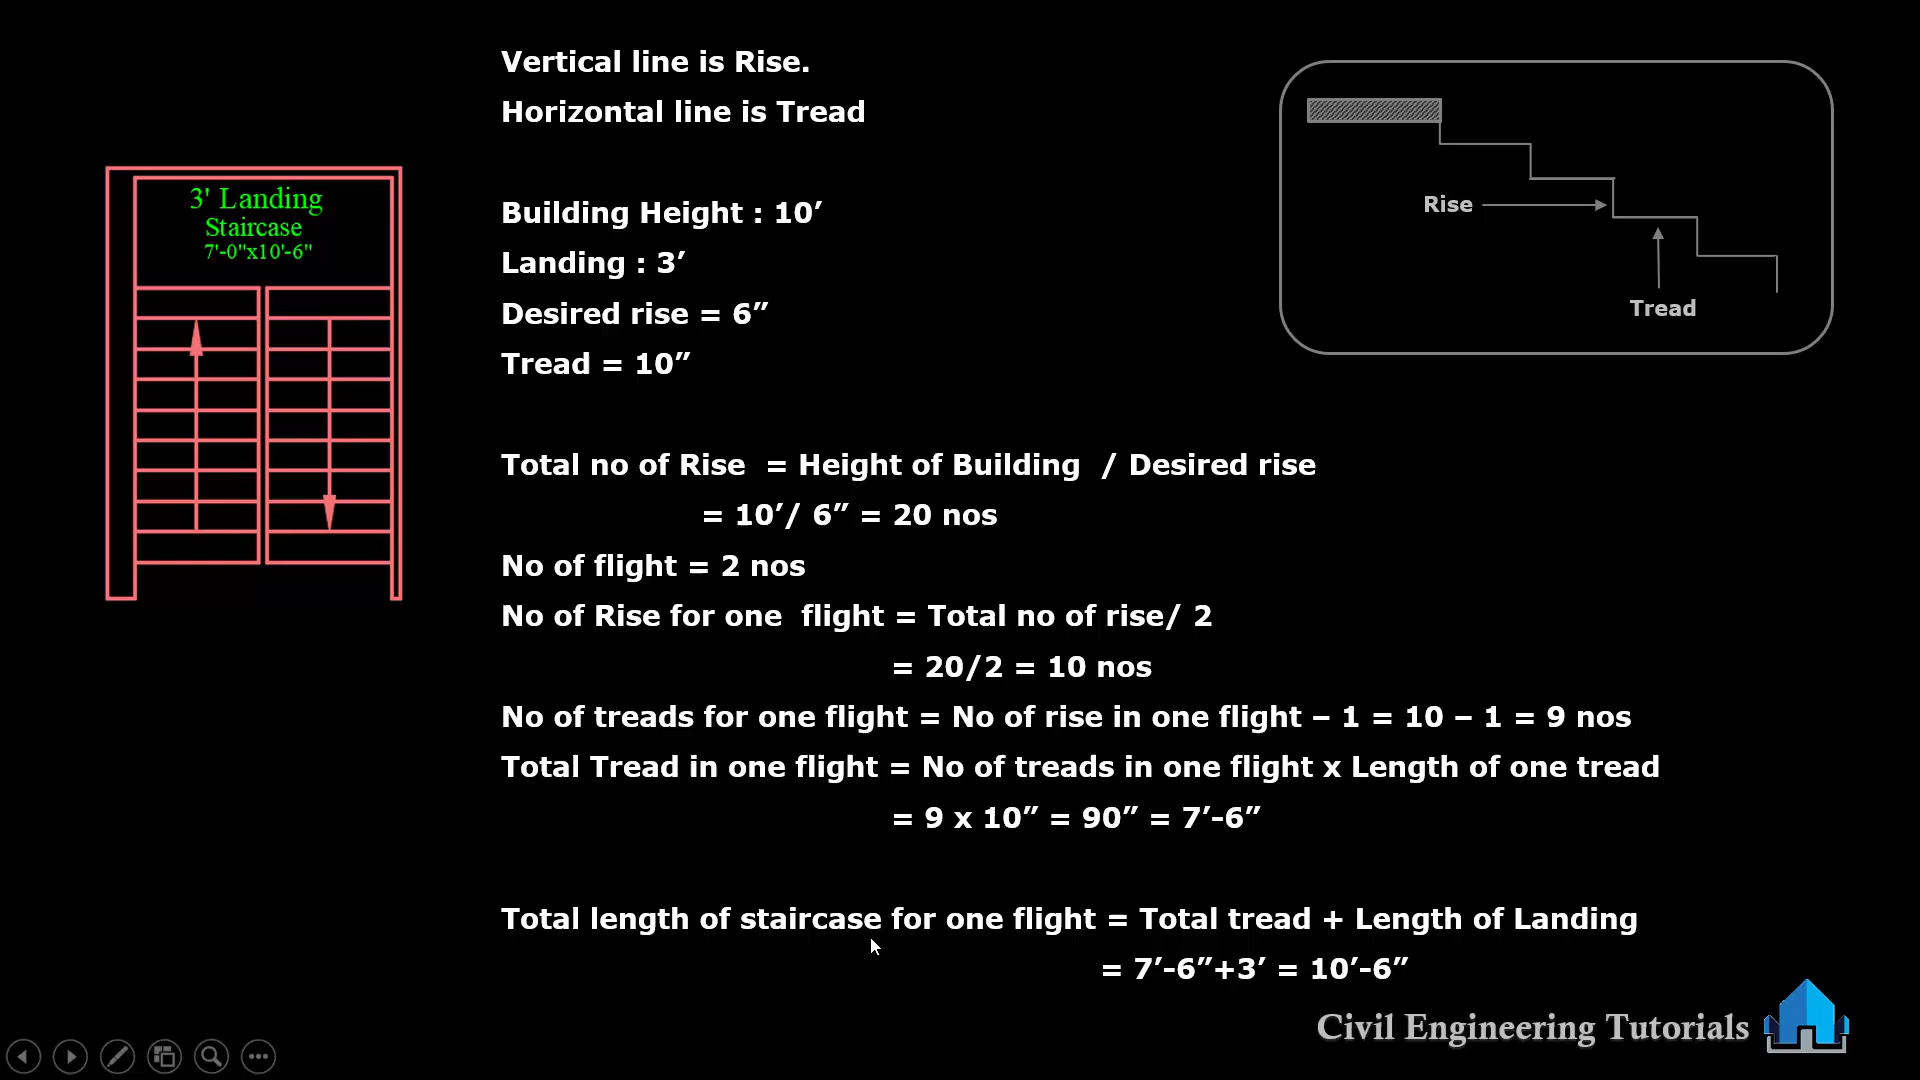 Vertical line is Rise.
Horizontal line is Tread
3' Landing
Staircase
7'-0"x10'-6"
Rise
Tread
Building Height : 10′
Landing : 3′
Desired rise = 6″
Tread = 10″
Total no of Rise = Height of Building / Desired rise
= 10′/ 6″ = 20 nos
No of flight = 2 nos
No of Rise for one flight = Total no of rise/ 2
= 20/2 = 10 nos
No of treads for one flight = No of rise in one flight – 1 = 10 – 1 = 9 nos
Total Tread in one flight = No of treads in one flight x Length of one tread
= 9 x 10″ = 90″ = 7′-6″
Total length of staircase for one flight = Total tread + Length of Landing
= 7′-6″+3′ = 10′-6″
Civil Engineering Tutorials